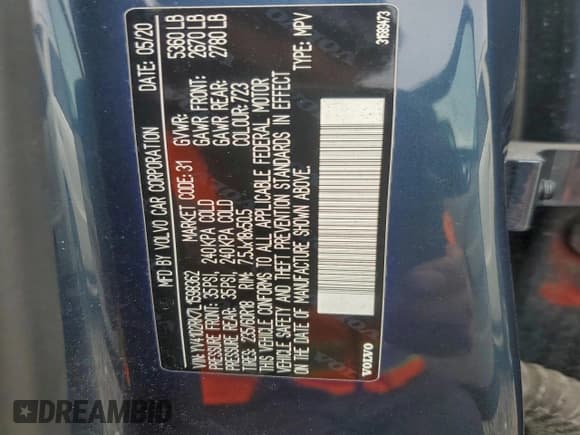 MFD BY VOLVO CAR CORPORATION DATE: 05/20
VIN: YV4102RK7L1598362 MARKET CODE: 31 GVWR: 5360 LB
PRESSURE FRONT: 35PSI, 240KPA COLD GAWR FRONT: 2670 LB
PRESSURE REAR: 35PSI, 240KPA COLD GAWR REAR: 2780 LB
TIRES: 235/60R18 RIM: 7.5Jx18x50.5 COLOUR: 723
THIS VEHICLE CONFORMS TO ALL APPLICABLE FEDERAL MOTOR
VEHICLE SAFETY AND THEFT PREVENTION STANDARDS IN EFFECT
ON THE DATE OF MANUFACTURE SHOWN ABOVE. TYPE: MPV
VOLVO 31689473
DREAMBID